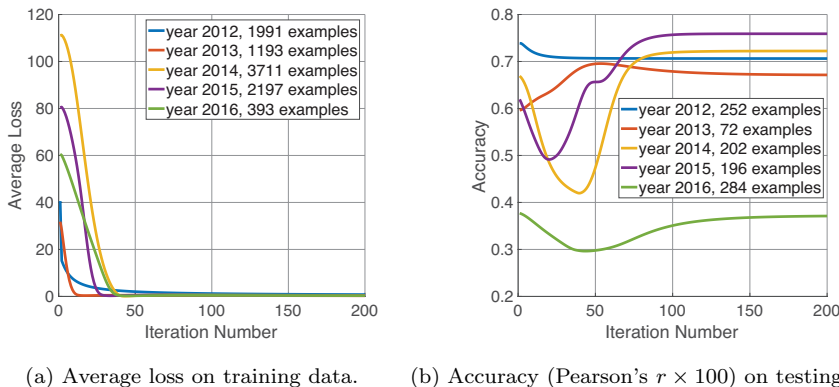 120
100
80
60
40
20
0
0 50 100 150 200
Average Loss
Iteration Number
year 2012, 1991 examples
year 2013, 1193 examples
year 2014, 3711 examples
year 2015, 2197 examples
year 2016, 393 examples
(a) Average loss on training data.
0.8
0.7
0.6
0.5
0.4
0.3
0.2
0 50 100 150 200
Accuracy
Iteration Number
year 2012, 252 examples
year 2013, 72 examples
year 2014, 202 examples
year 2015, 196 examples
year 2016, 284 examples
(b) Accuracy (Pearson's r × 100) on testing